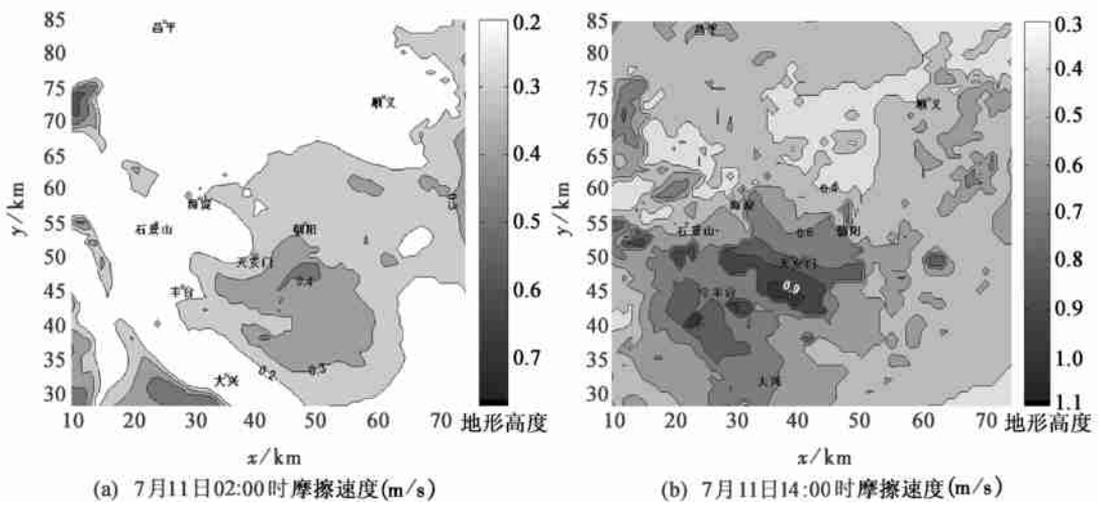 85
80
75
70
65
60
55
50
45
40
35
30
y/km
10
20
30
40
50
60
70
x/km
昌平
顺义
海淀
石景山
朝阳
天安门
丰台
大兴
0.4
0.2
0.3
0.2
0.3
0.4
0.5
0.6
0.7
地形高度
(a) 7月11日02:00时摩擦速度(m/s)
85
80
75
70
65
60
55
50
45
40
35
30
y/km
10
20
30
40
50
60
70
x/km
昌平
顺义
海淀
石景山
朝阳
天安门
丰台
大兴
0.6
0.9
0.3
0.4
0.5
0.6
0.7
0.8
0.9
1.0
1.1
地形高度
(b) 7月11日14:00时摩擦速度(m/s)